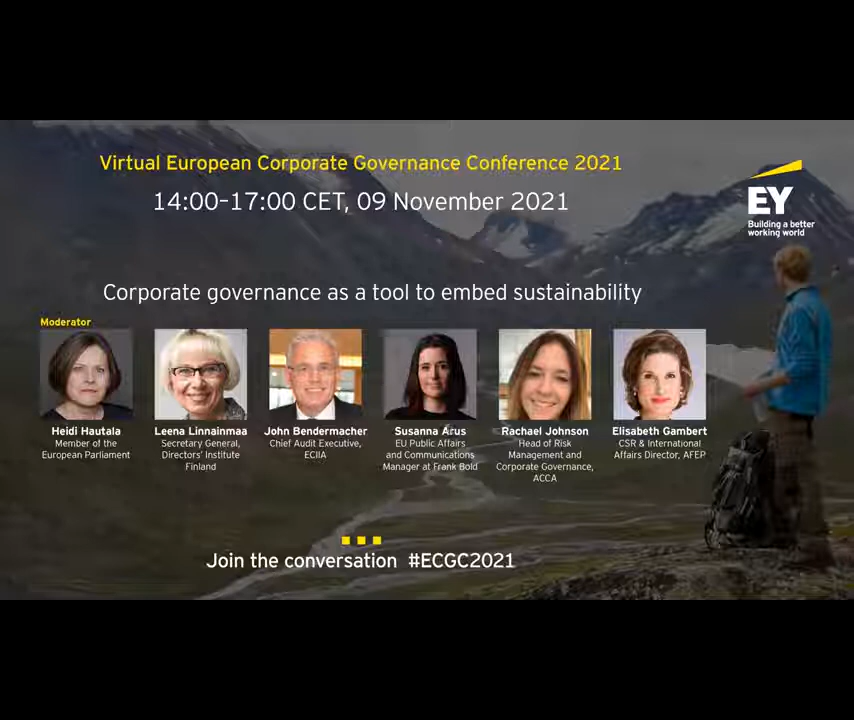 Virtual European Corporate Governance Conference 2021
14:00–17:00 CET, 09 November 2021
EY
Building a better
working world
Corporate governance as a tool to embed sustainability
Moderator
Heidi Hautala
Member of the
European Parliament
Leena Linnainmaa
Secretary General,
Directors' Institute
Finland
John Bendermacher
Chief Audit Executive,
ECIIA
Susanna Arus
EU Public Affairs
and Communications
Manager at Frank Bold
Rachael Johnson
Head of Risk
Management and
Corporate Governance,
ACCA
Elisabeth Gambert
CSR & International
Affairs Director, AFEP
Join the conversation #ECGC2021